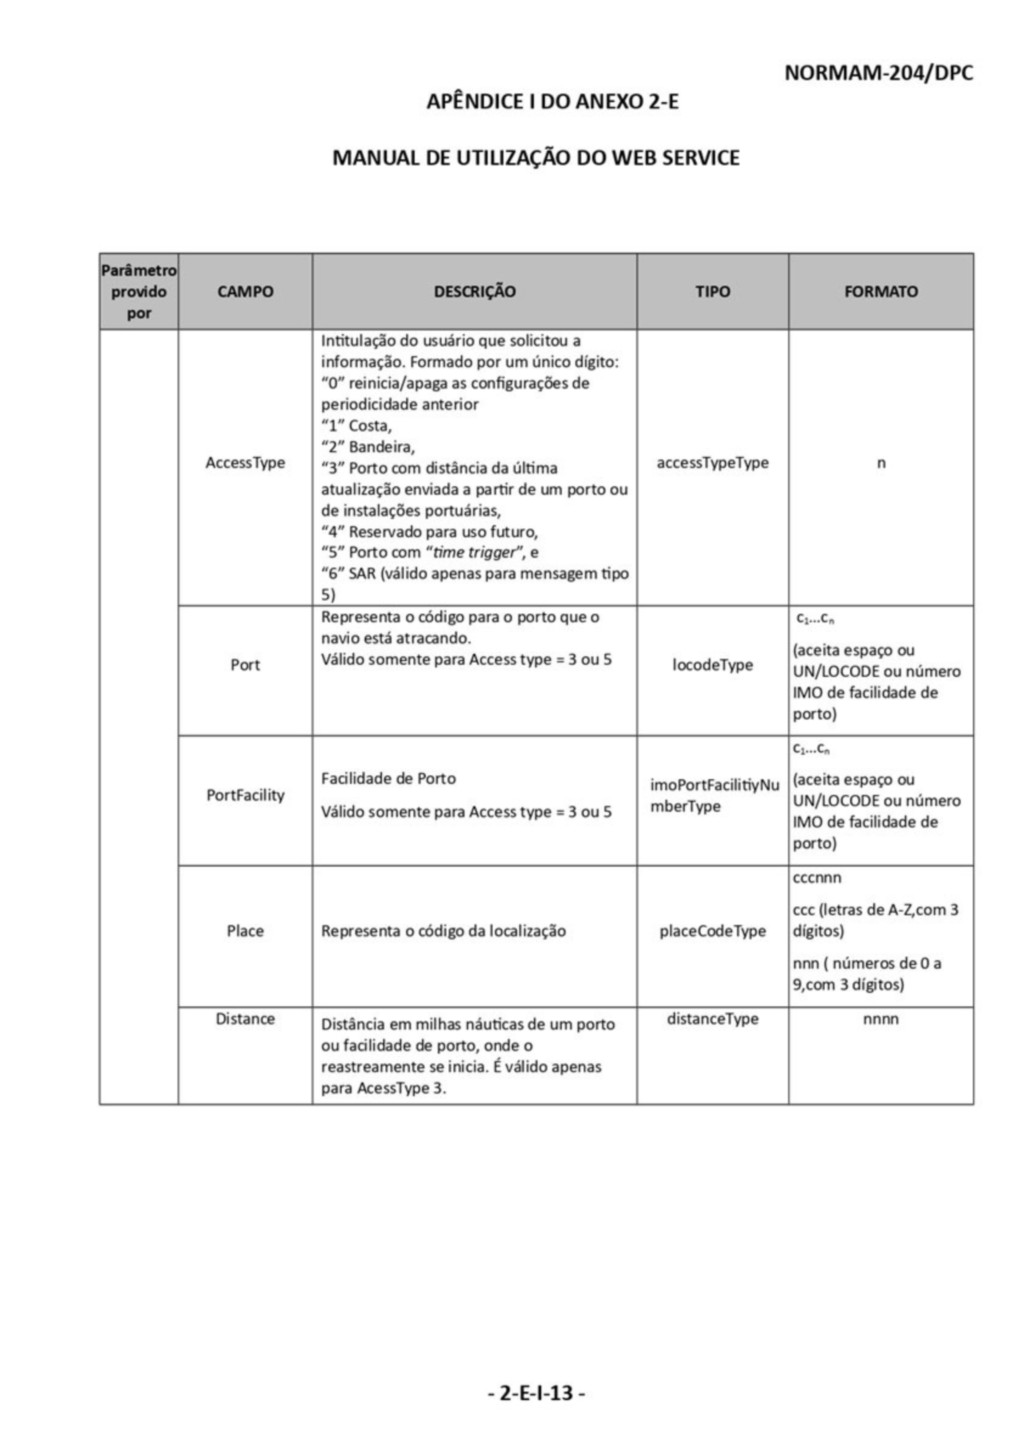 NORMAM-204/DPC
APÊNDICE I DO ANEXO 2-E
MANUAL DE UTILIZAÇÃO DO WEB SERVICE
Parâmetro
provido
por
CAMPO
DESCRIÇÃO
TIPO
FORMATO
AccessType
Intitulação do usuário que solicitou a
informação. Formado por um único dígito:
“0” reinicia/apaga as configurações de
periodicidade anterior
“1” Costa,
“2” Bandeira,
“3” Porto com distância da última
atualização enviada a partir de um porto ou
de instalações portuárias,
“4” Reservado para uso futuro,
“5” Porto com “time trigger”, e
“6” SAR (válido apenas para mensagem tipo
5)
accessTypeType
n
Port
Representa o código para o porto que o
navio está atracando.
Válido somente para Access type = 3 ou 5
locodeType
c₁...cₙ
(aceita espaço ou
UN/LOCODE ou número
IMO de facilidade de
porto)
PortFacility
Facilidade de Porto
Válido somente para Access type = 3 ou 5
imoPortFacilitiyNu
mberType
c₁...cₙ
(aceita espaço ou
UN/LOCODE ou número
IMO de facilidade de
porto)
Place
Representa o código da localização
placeCodeType
cccnnn
ccc (letras de A-Z,com 3
dígitos)
nnn ( números de 0 a
9,com 3 dígitos)
Distance
Distância em milhas náuticas de um porto
ou facilidade de porto, onde o
reastreamente se inicia. É válido apenas
para AcessType 3.
distanceType
nnnn
- 2-E-I-13 -